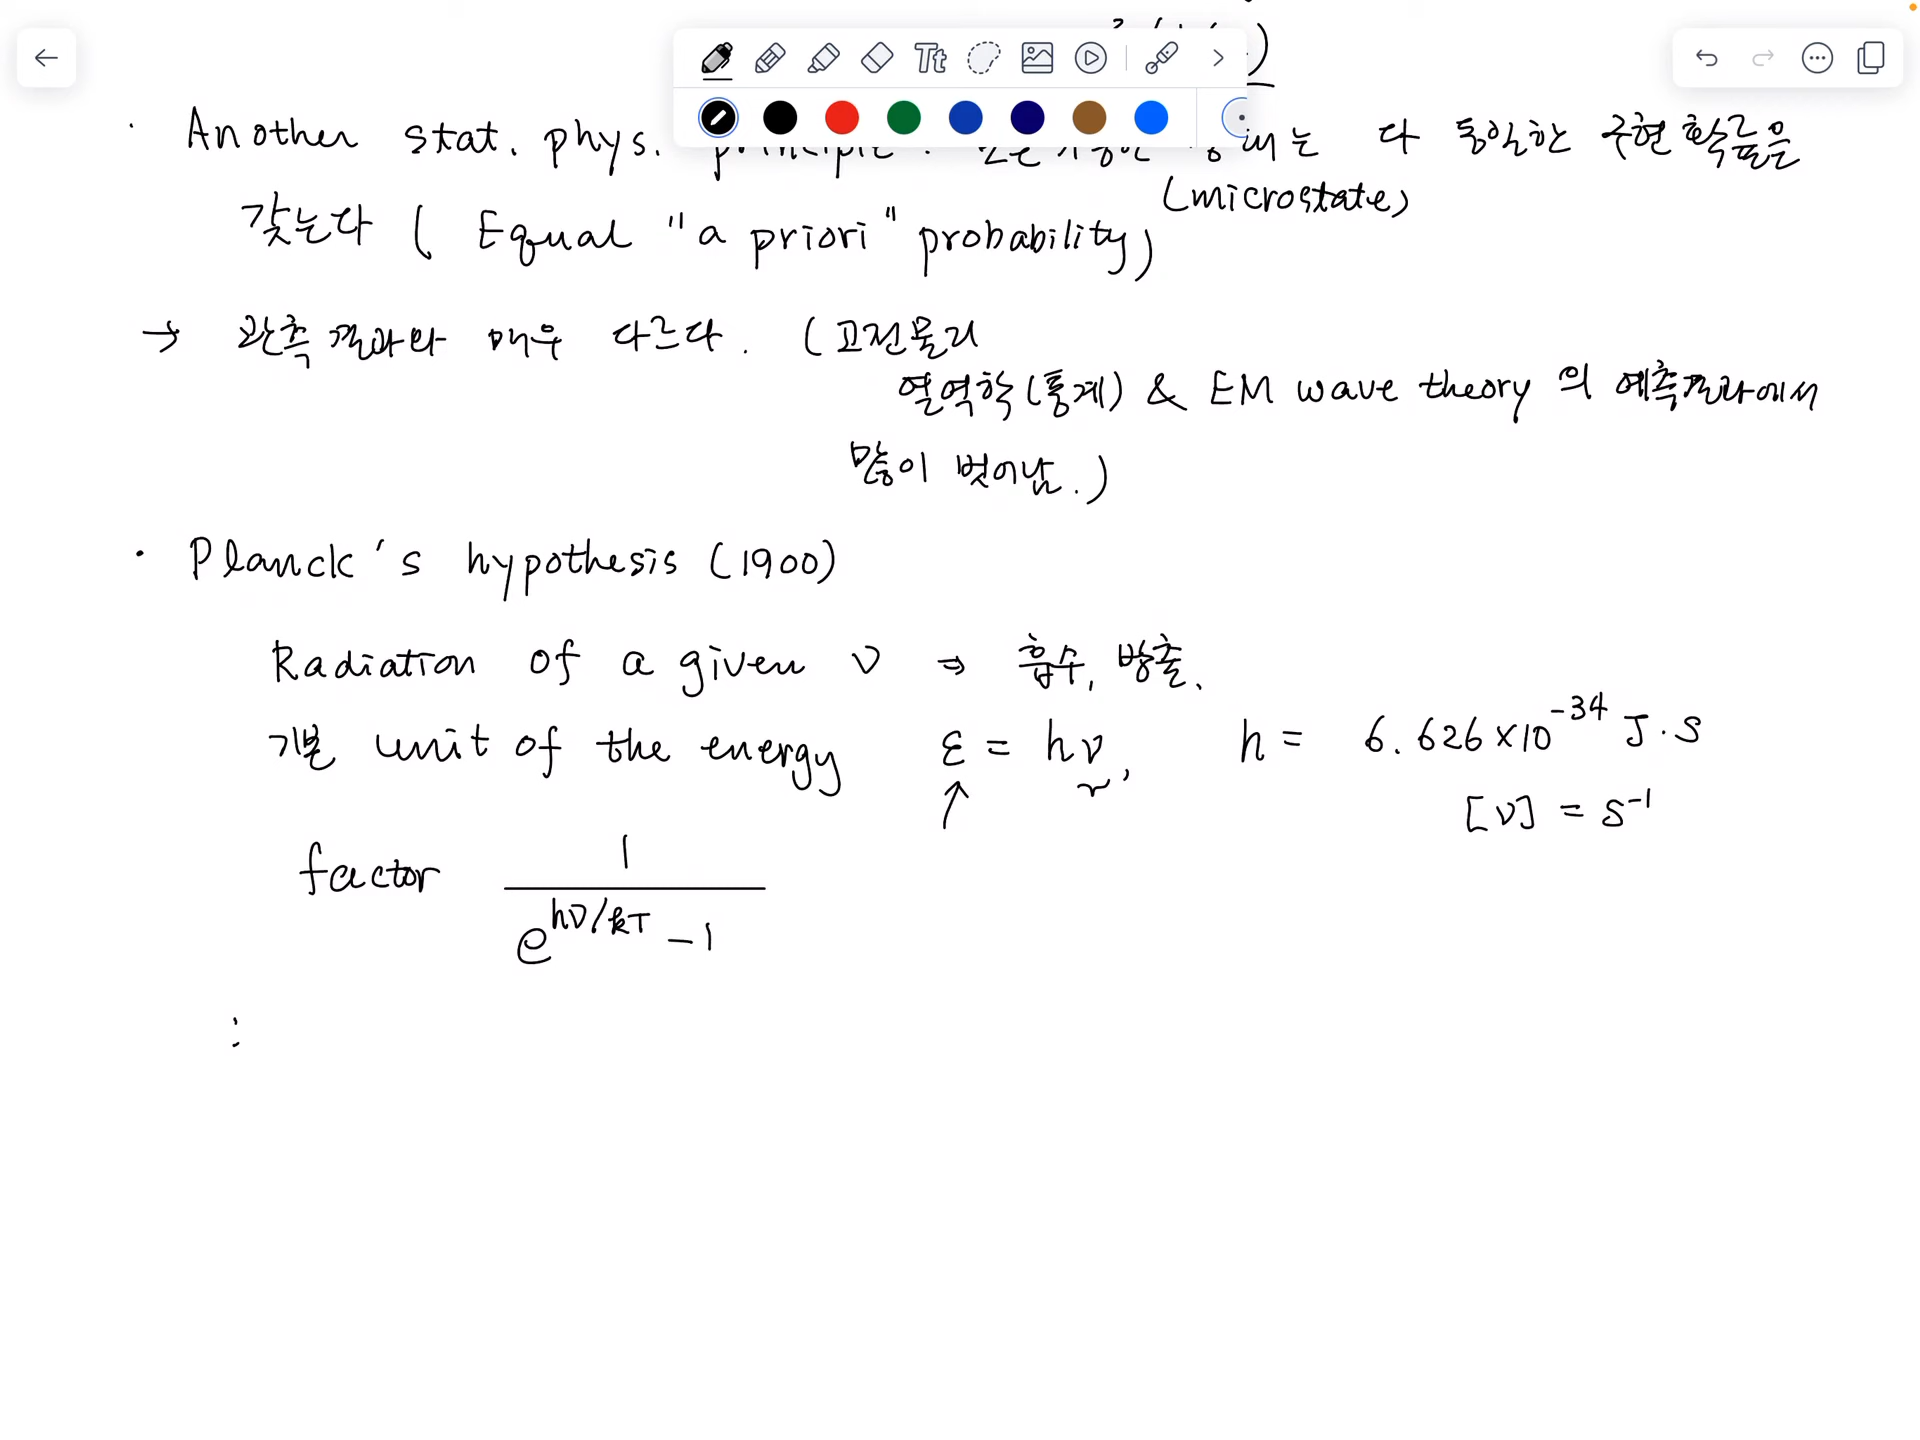 · Another stat. phys. principle : 다 동일한 구현 확률을
(microstate)
갖는다 ( Equal "a priori" probability)
→ 관측결과와 매우 다르다. (고전물리
열역학(통계) & EM wave theory 의 예측결과에서
많이 벗어남.)
· Planck's hypothesis (1900)
Radiation of a given ν ⇒ 흡수, 방출.
기본 unit of the energy ε = hν, h = 6.626×10⁻³⁴ J·s
↑ [ν] = s⁻¹
factor 1 / (e^{hν/kT} − 1)
: